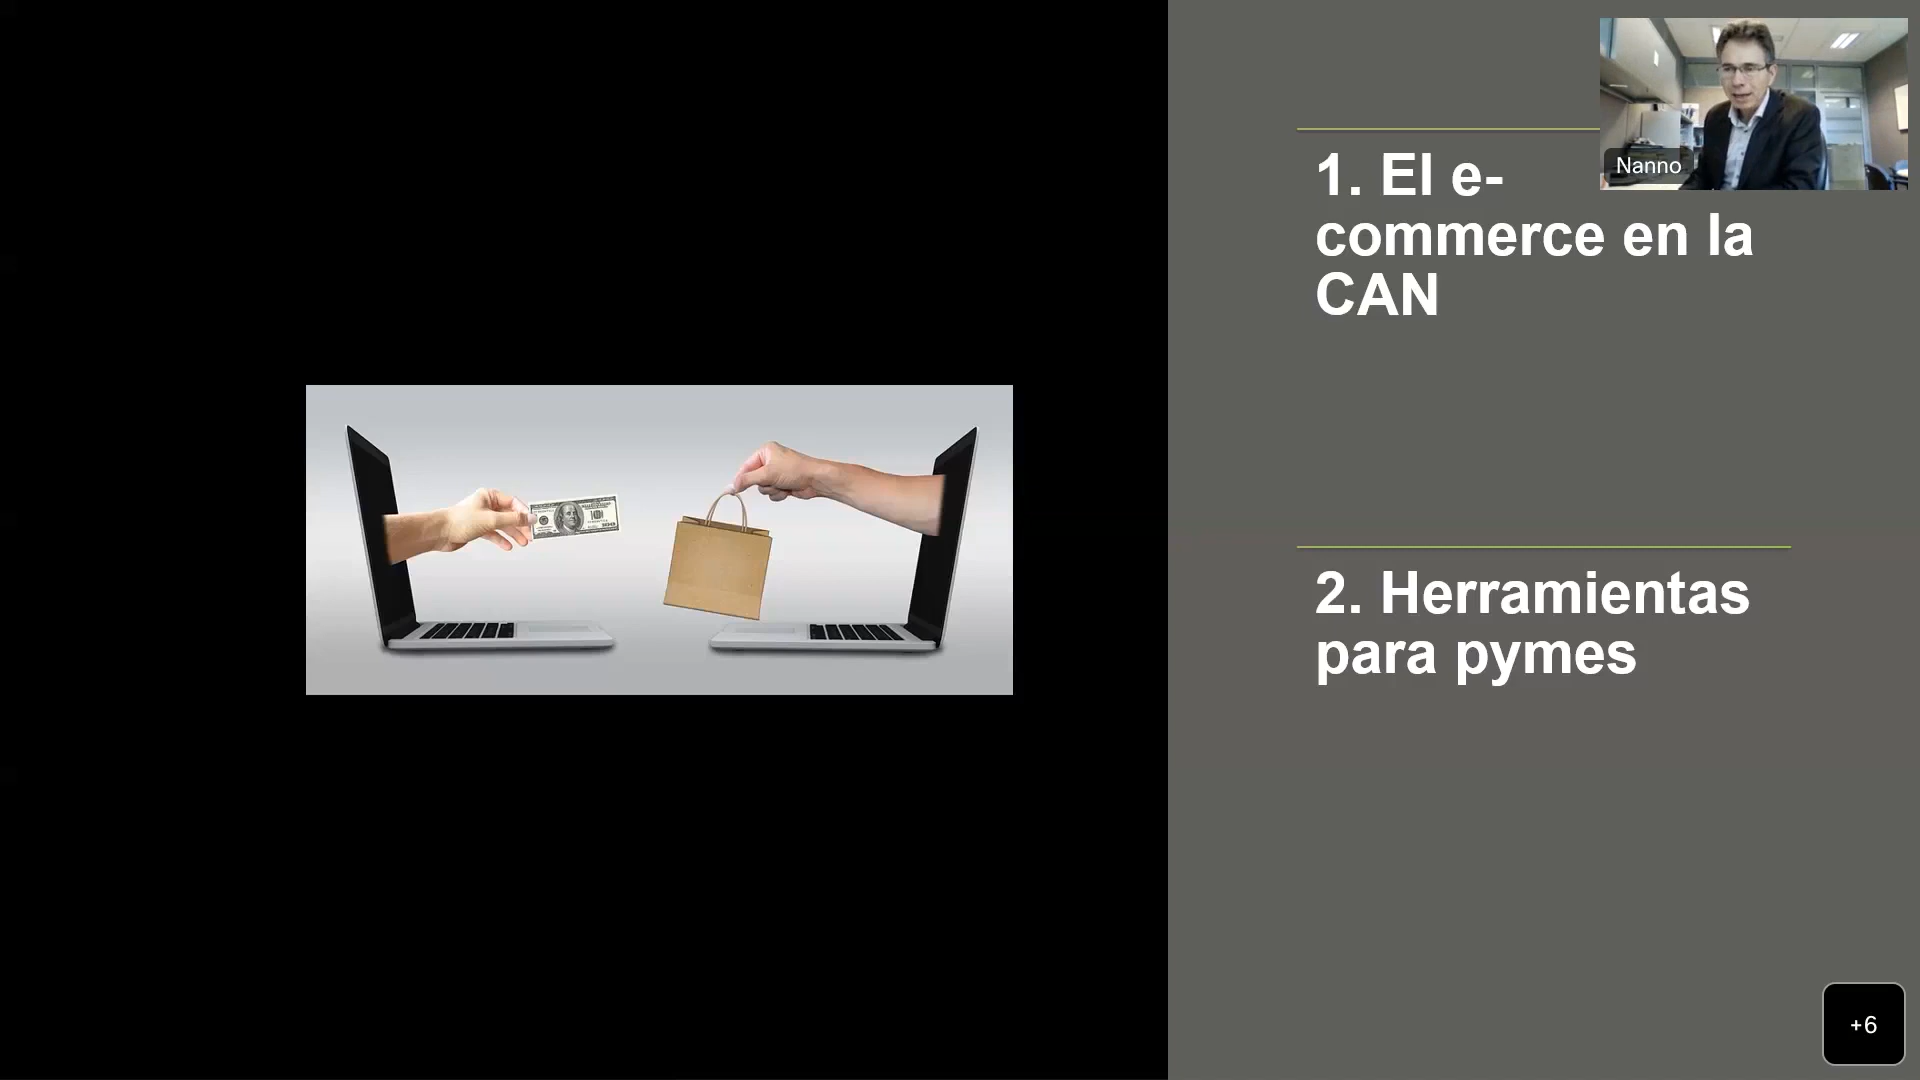 1. El e-
commerce en la
CAN
Nanno
2. Herramientas
para pymes
+6